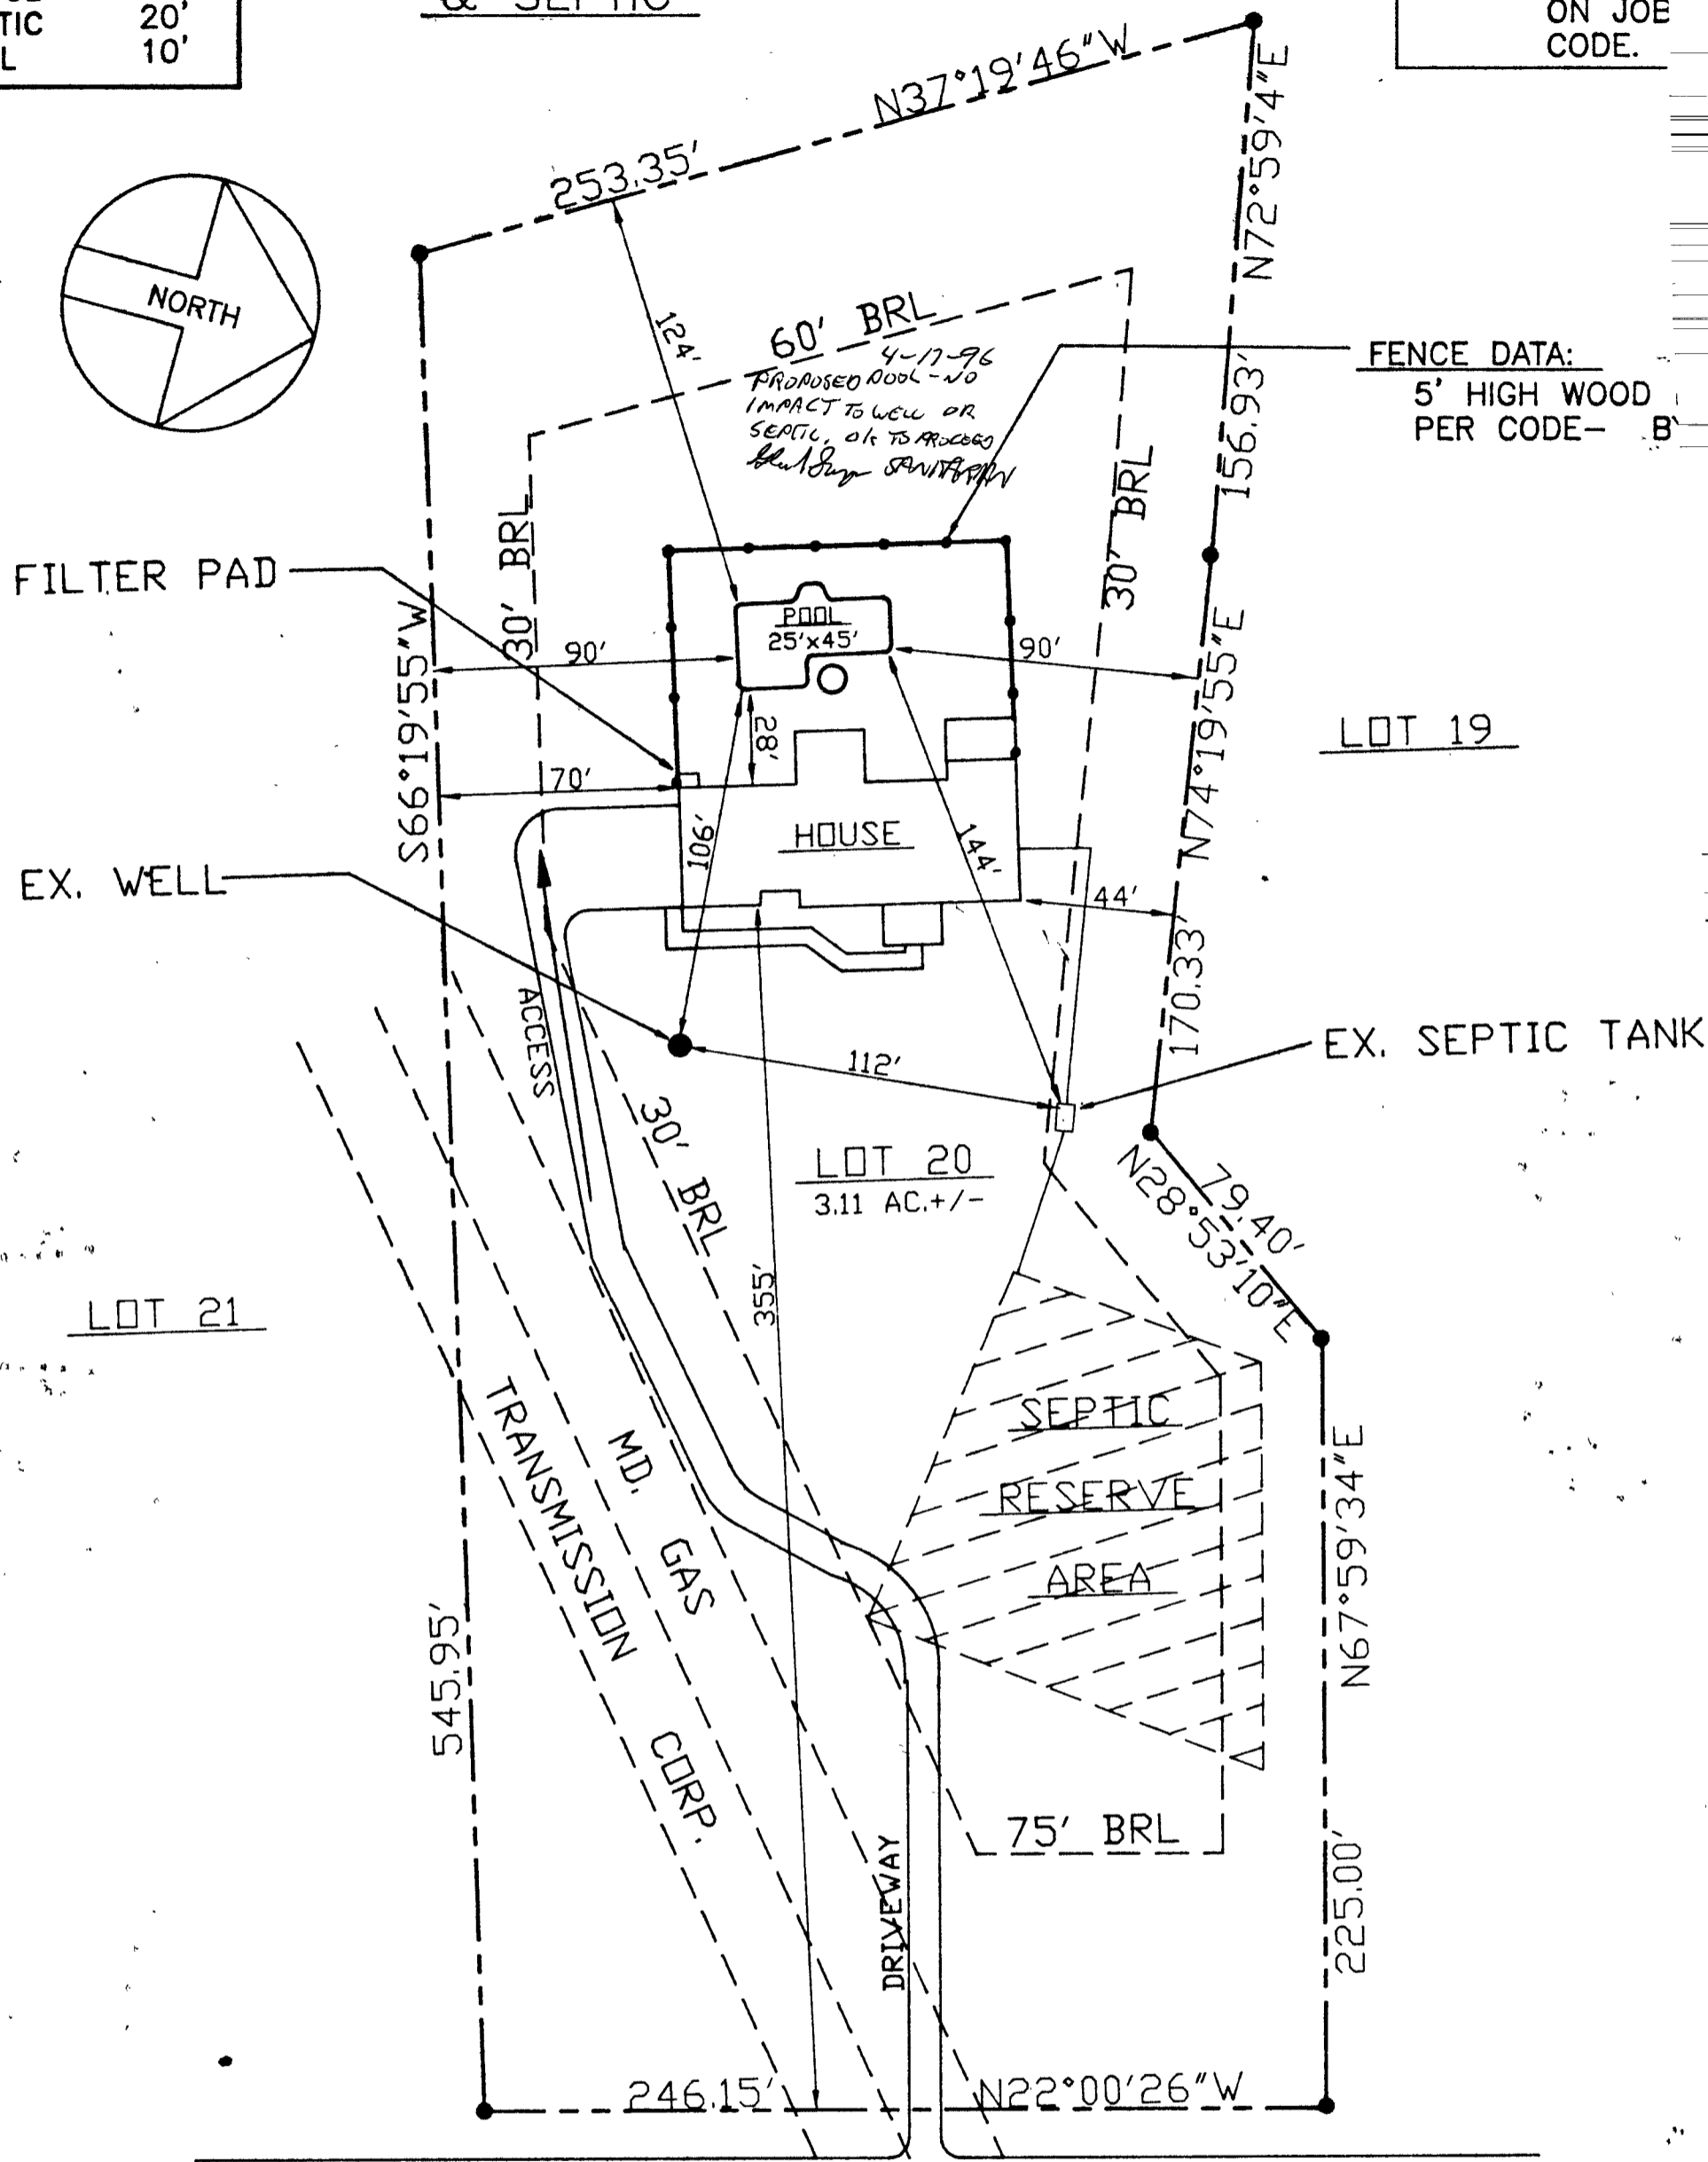 TIC 20'
L 10'
& SEPTIC
ON JOB
CODE.
N37°19'46"W
253.35'
N72°59'4"E
156.93'
NORTH
124'
60' BRL
4-17-96
PROPOSED POOL - NO
IMPACT TO WELL OR
SEPTIC, O/K TO PROCEED
SANITARIAN
FENCE DATA:
5' HIGH WOOD
PER CODE- B
30' BRL
30' BRL
FILTER PAD
POOL
25'x45'
90'
90'
S66°19'55"W
N74°19'55"E
28'
70'
LOT 19
HOUSE
106'
144'
EX. WELL
44'
170.33'
ACCESS
EX. SEPTIC TANK
112'
30' BRL
LOT 20
3.11 AC.+/-
79.40'
N28°53'10"E
355'
LOT 21
SEPTIC
RESERVE
AREA
MD. GAS
TRANSMISSION CORP.
N67°59'34"E
545.95'
75' BRL
225.00'
DRIVEWAY
246.15'
N22°00'26"W